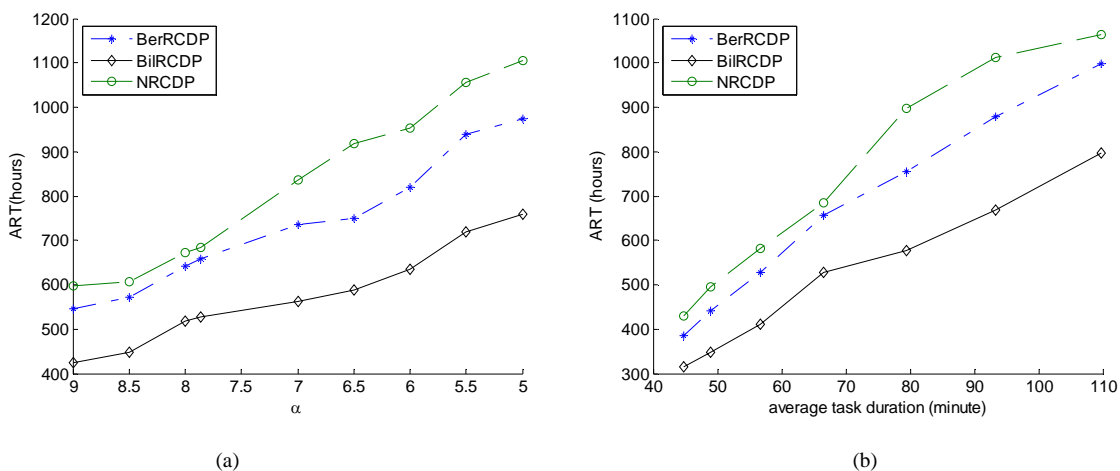 1200
1100
1000
900
800
700
600
500
400
ART(hours)
BerRCDP
BilRCDP
NRCDP
9 8.5 8 7.5 7 6.5 6 5.5 5
α
(a)
1100
1000
900
800
700
600
500
400
300
ART (hours)
BerRCDP
BilRCDP
NRCDP
40 50 60 70 80 90 100 110
average task duration (minute)
(b)